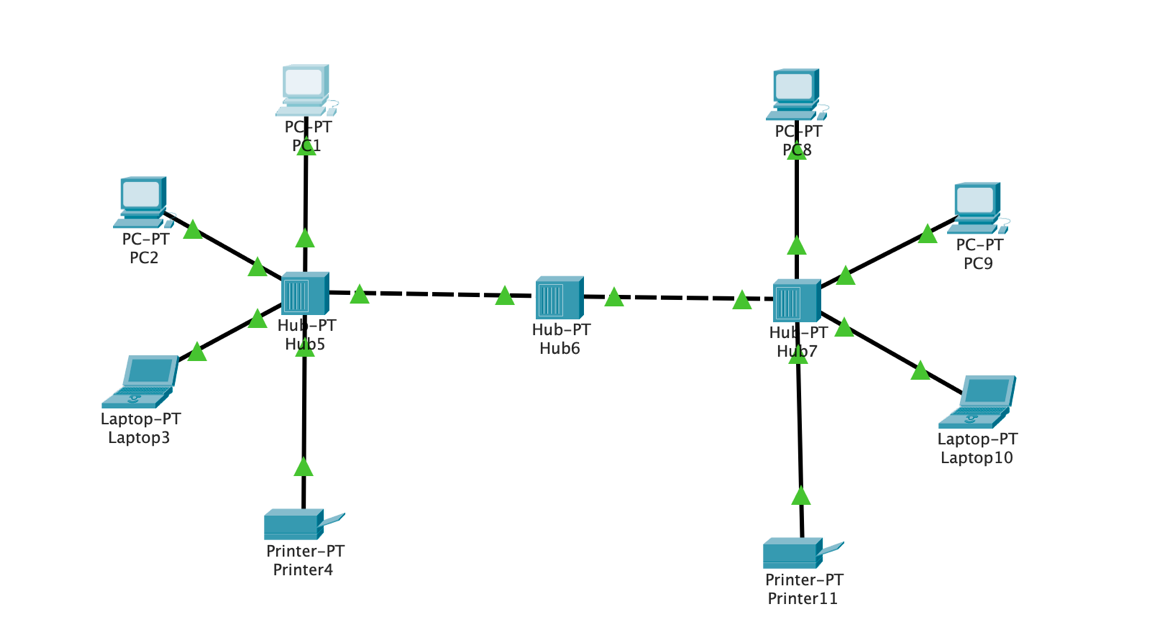 PC-PT
PC1
PC-PT
PC8
PC-PT
PC2
PC-PT
PC9
Hub-PT
Hub5
Hub-PT
Hub6
Hub-PT
Hub7
Laptop-PT
Laptop3
Laptop-PT
Laptop10
Printer-PT
Printer4
Printer-PT
Printer11